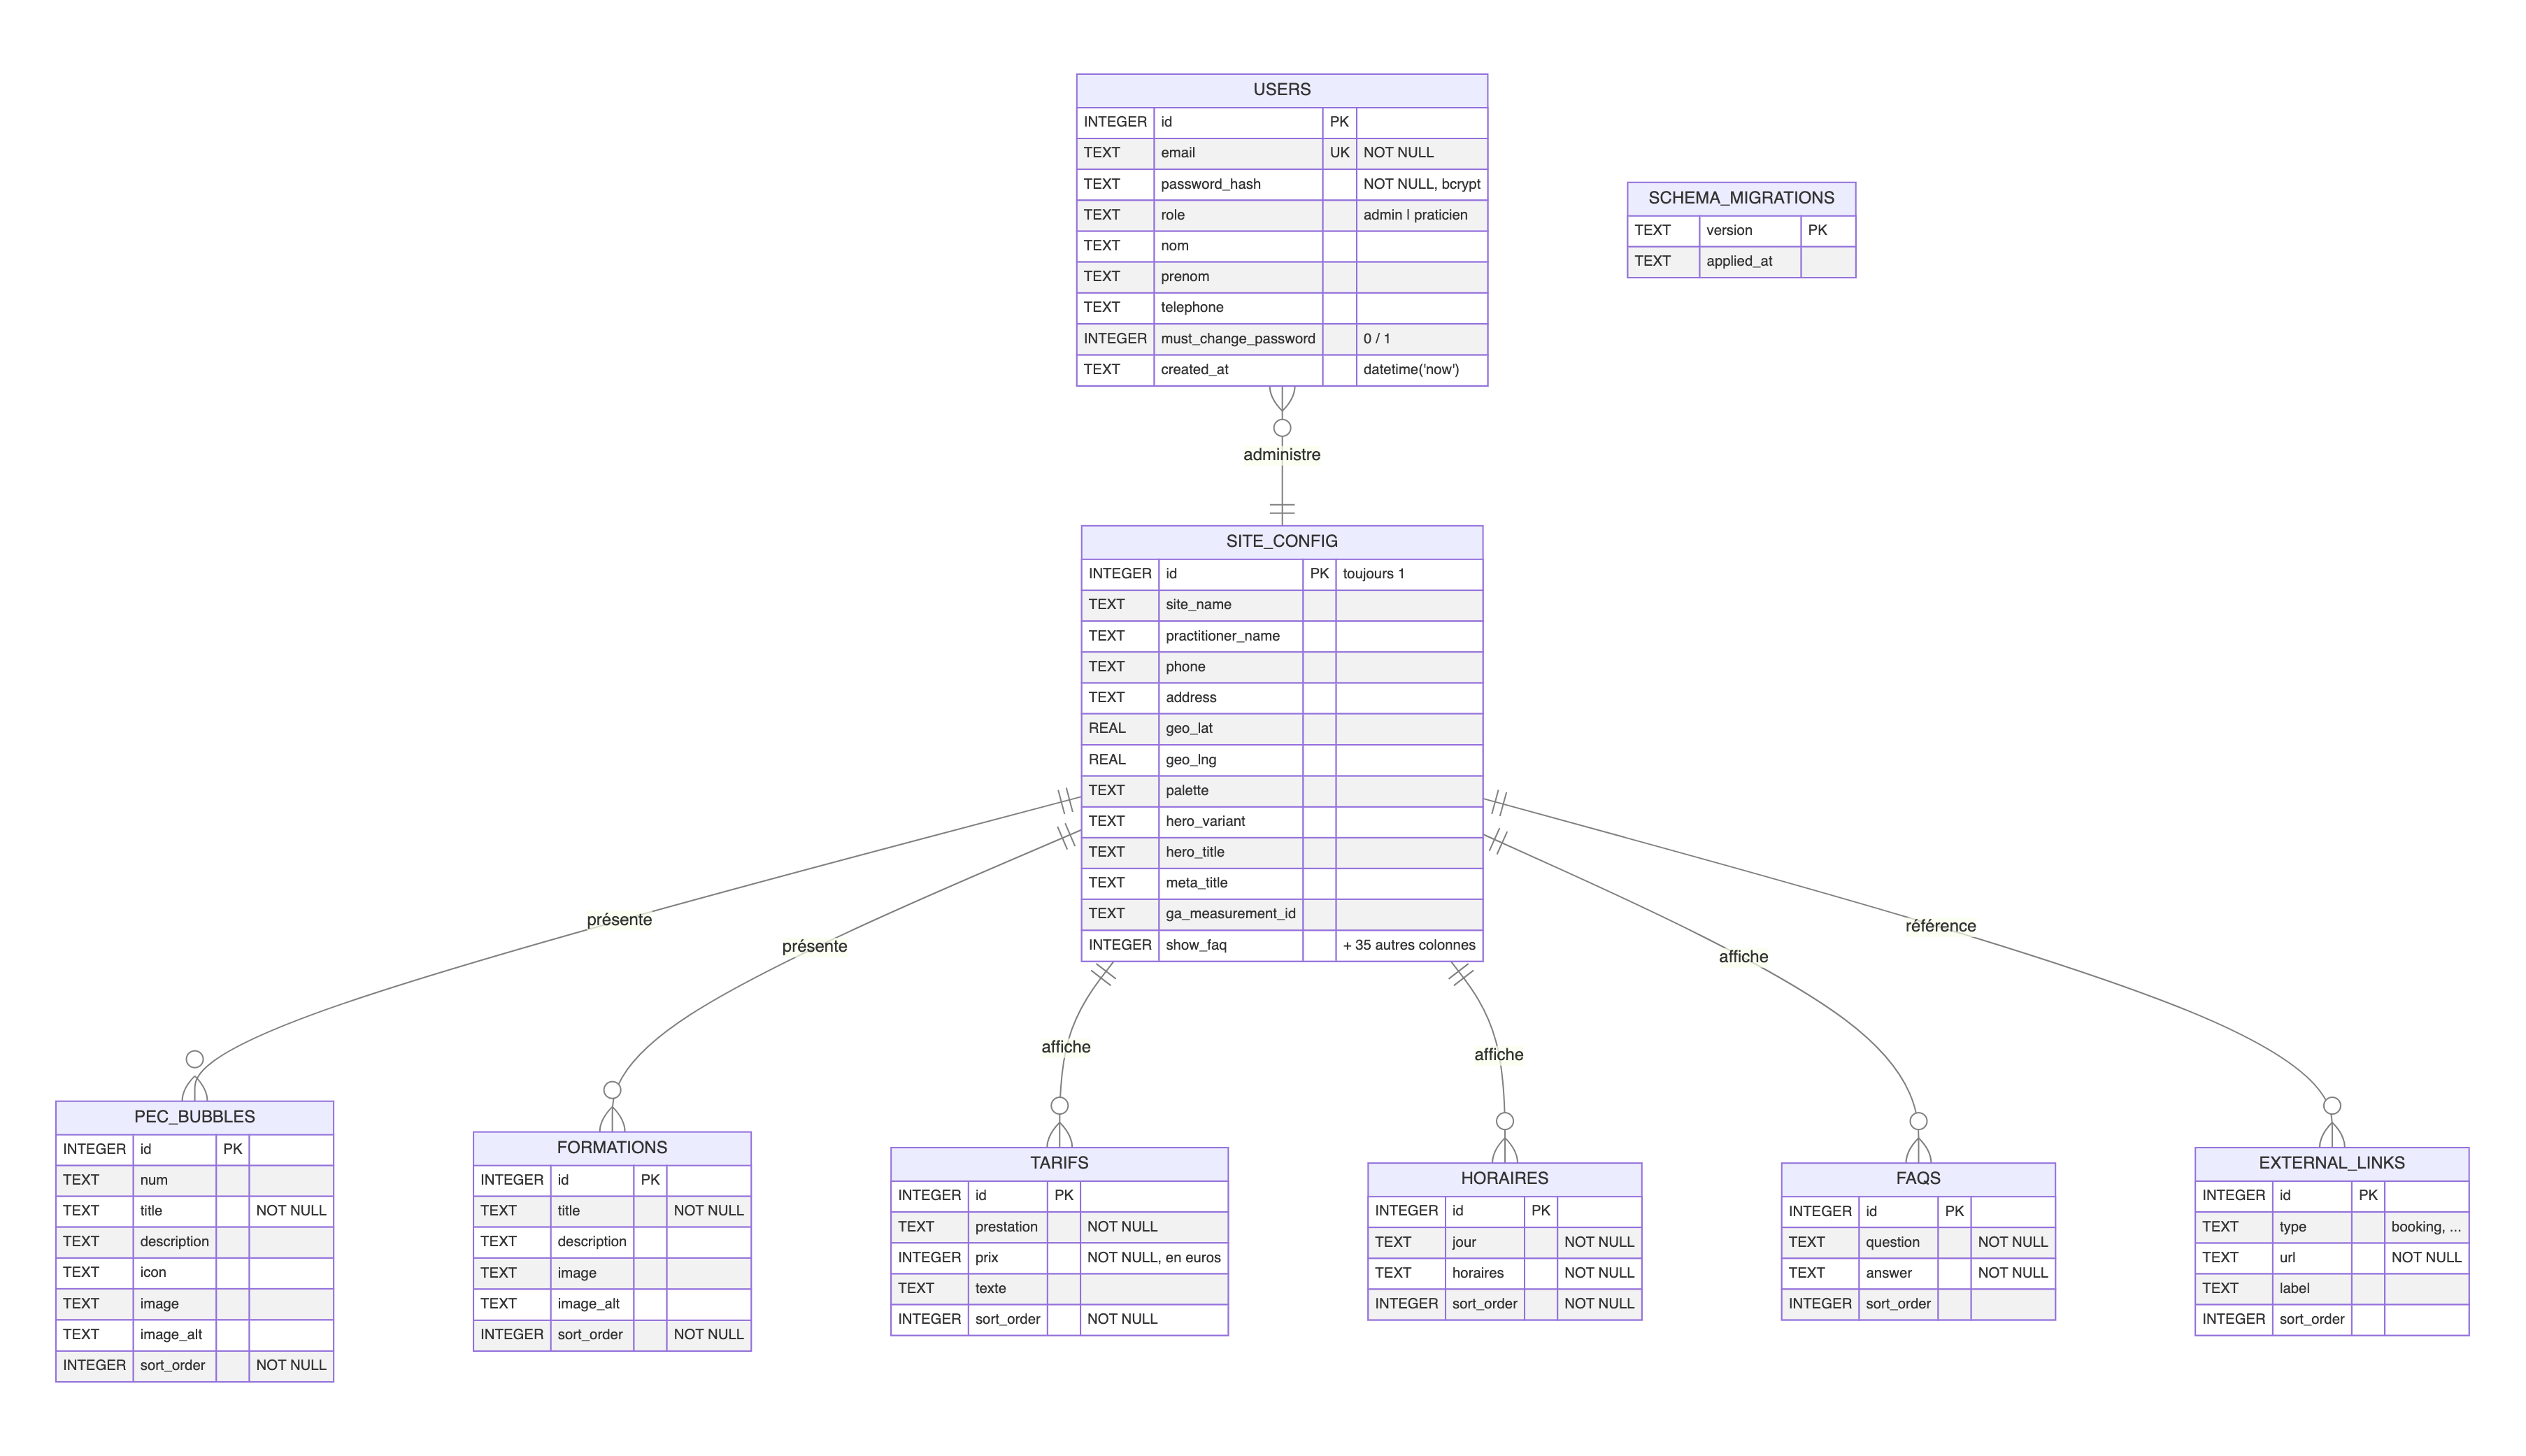 USERS
INTEGER id PK
TEXT email UK NOT NULL
TEXT password_hash NOT NULL, bcrypt
TEXT role admin | praticien
TEXT nom
TEXT prenom
TEXT telephone
INTEGER must_change_password 0 / 1
TEXT created_at datetime('now')
SCHEMA_MIGRATIONS
TEXT version PK
TEXT applied_at
administre
SITE_CONFIG
INTEGER id PK toujours 1
TEXT site_name
TEXT practitioner_name
TEXT phone
TEXT address
REAL geo_lat
REAL geo_lng
TEXT palette
TEXT hero_variant
TEXT hero_title
TEXT meta_title
TEXT ga_measurement_id
INTEGER show_faq + 35 autres colonnes
présente
présente
affiche
affiche
affiche
référence
PEC_BUBBLES
INTEGER id PK
TEXT num
TEXT title NOT NULL
TEXT description
TEXT icon
TEXT image
TEXT image_alt
INTEGER sort_order NOT NULL
FORMATIONS
INTEGER id PK
TEXT title NOT NULL
TEXT description
TEXT image
TEXT image_alt
INTEGER sort_order NOT NULL
TARIFS
INTEGER id PK
TEXT prestation NOT NULL
INTEGER prix NOT NULL, en euros
TEXT texte
INTEGER sort_order NOT NULL
HORAIRES
INTEGER id PK
TEXT jour NOT NULL
TEXT horaires NOT NULL
INTEGER sort_order NOT NULL
FAQS
INTEGER id PK
TEXT question NOT NULL
TEXT answer NOT NULL
INTEGER sort_order
EXTERNAL_LINKS
INTEGER id PK
TEXT type booking, ...
TEXT url NOT NULL
TEXT label
INTEGER sort_order